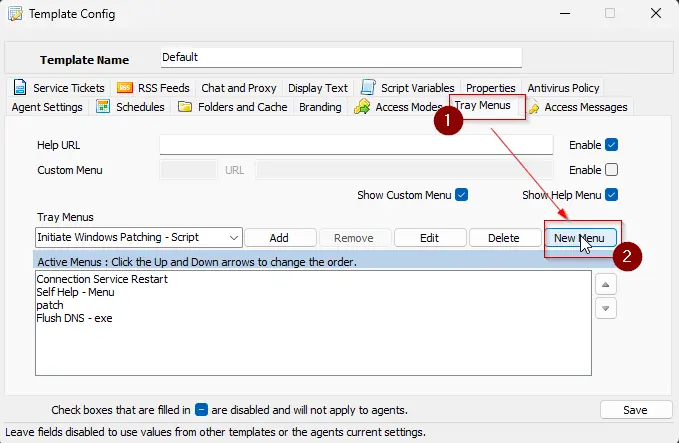 Template Config
Template Name Default
Service Tickets RSS Feeds Chat and Proxy Display Text Script Variables Properties Antivirus Policy
Agent Settings Schedules Folders and Cache Branding Access Modes Tray Menus Access Messages
1
Help URL Enable
Custom Menu URL Enable
Show Custom Menu Show Help Menu
Tray Menus
Initiate Windows Patching - Script Add Remove Edit Delete New Menu
2
Active Menus : Click the Up and Down arrows to change the order.
Connection Service Restart
Self Help - Menu
patch
Flush DNS - exe
Check boxes that are filled in are disabled and will not apply to agents.
Save
Leave fields disabled to use values from other templates or the agents current settings.